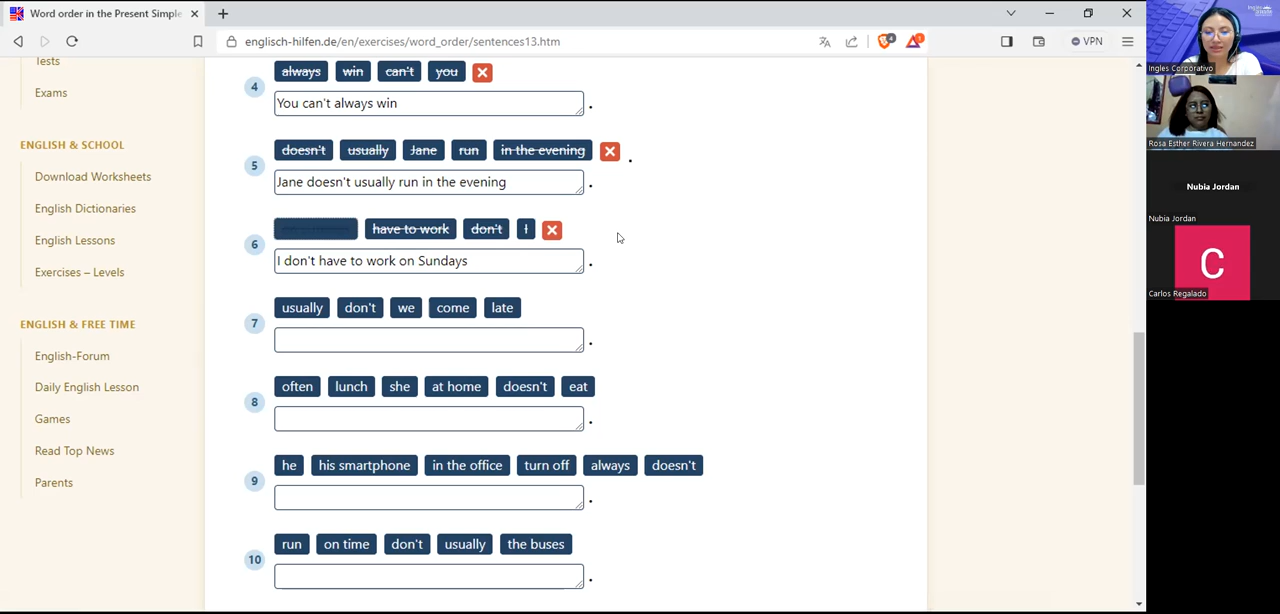 Word order in the Present Simple
englisch-hilfen.de/en/exercises/word_order/sentences13.htm
4
1
VPN
Tests
Exams
ENGLISH & SCHOOL
Download Worksheets
English Dictionaries
English Lessons
Exercises – Levels
ENGLISH & FREE TIME
English-Forum
Daily English Lesson
Games
Read Top News
Parents
4
always win can't you
You can't always win .
5
doesn't usually Jane run in the evening .
Jane doesn't usually run in the evening .
6
have to work don't I
I don't have to work on Sundays .
7
usually don't we come late
.
8
often lunch she at home doesn't eat
.
9
he his smartphone in the office turn off always doesn't
.
10
run on time don't usually the buses
.
Ingles Corporativo
Rosa Esther Rivera Hernandez
Nubia Jordan
Nubia Jordan
C
Carlos Regalado